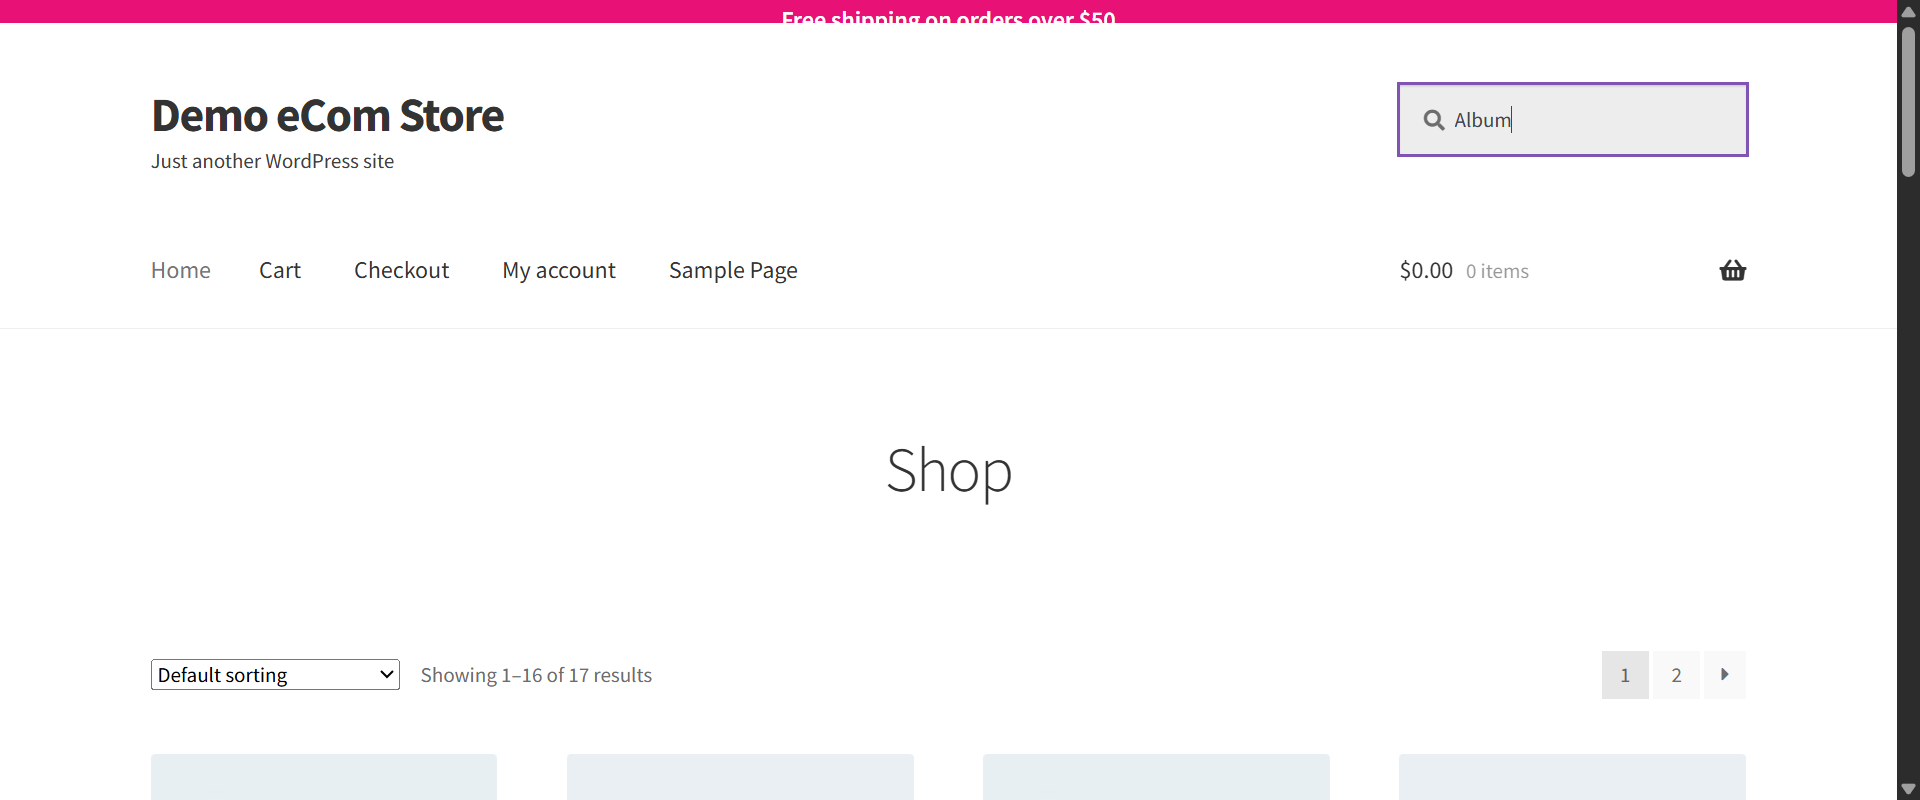 Free shipping on orders over $50
Demo eCom Store
Just another WordPress site
Album
Home Cart Checkout My account Sample Page
$0.00 0 items
Shop
Default sorting
Showing 1–16 of 17 results
1 2